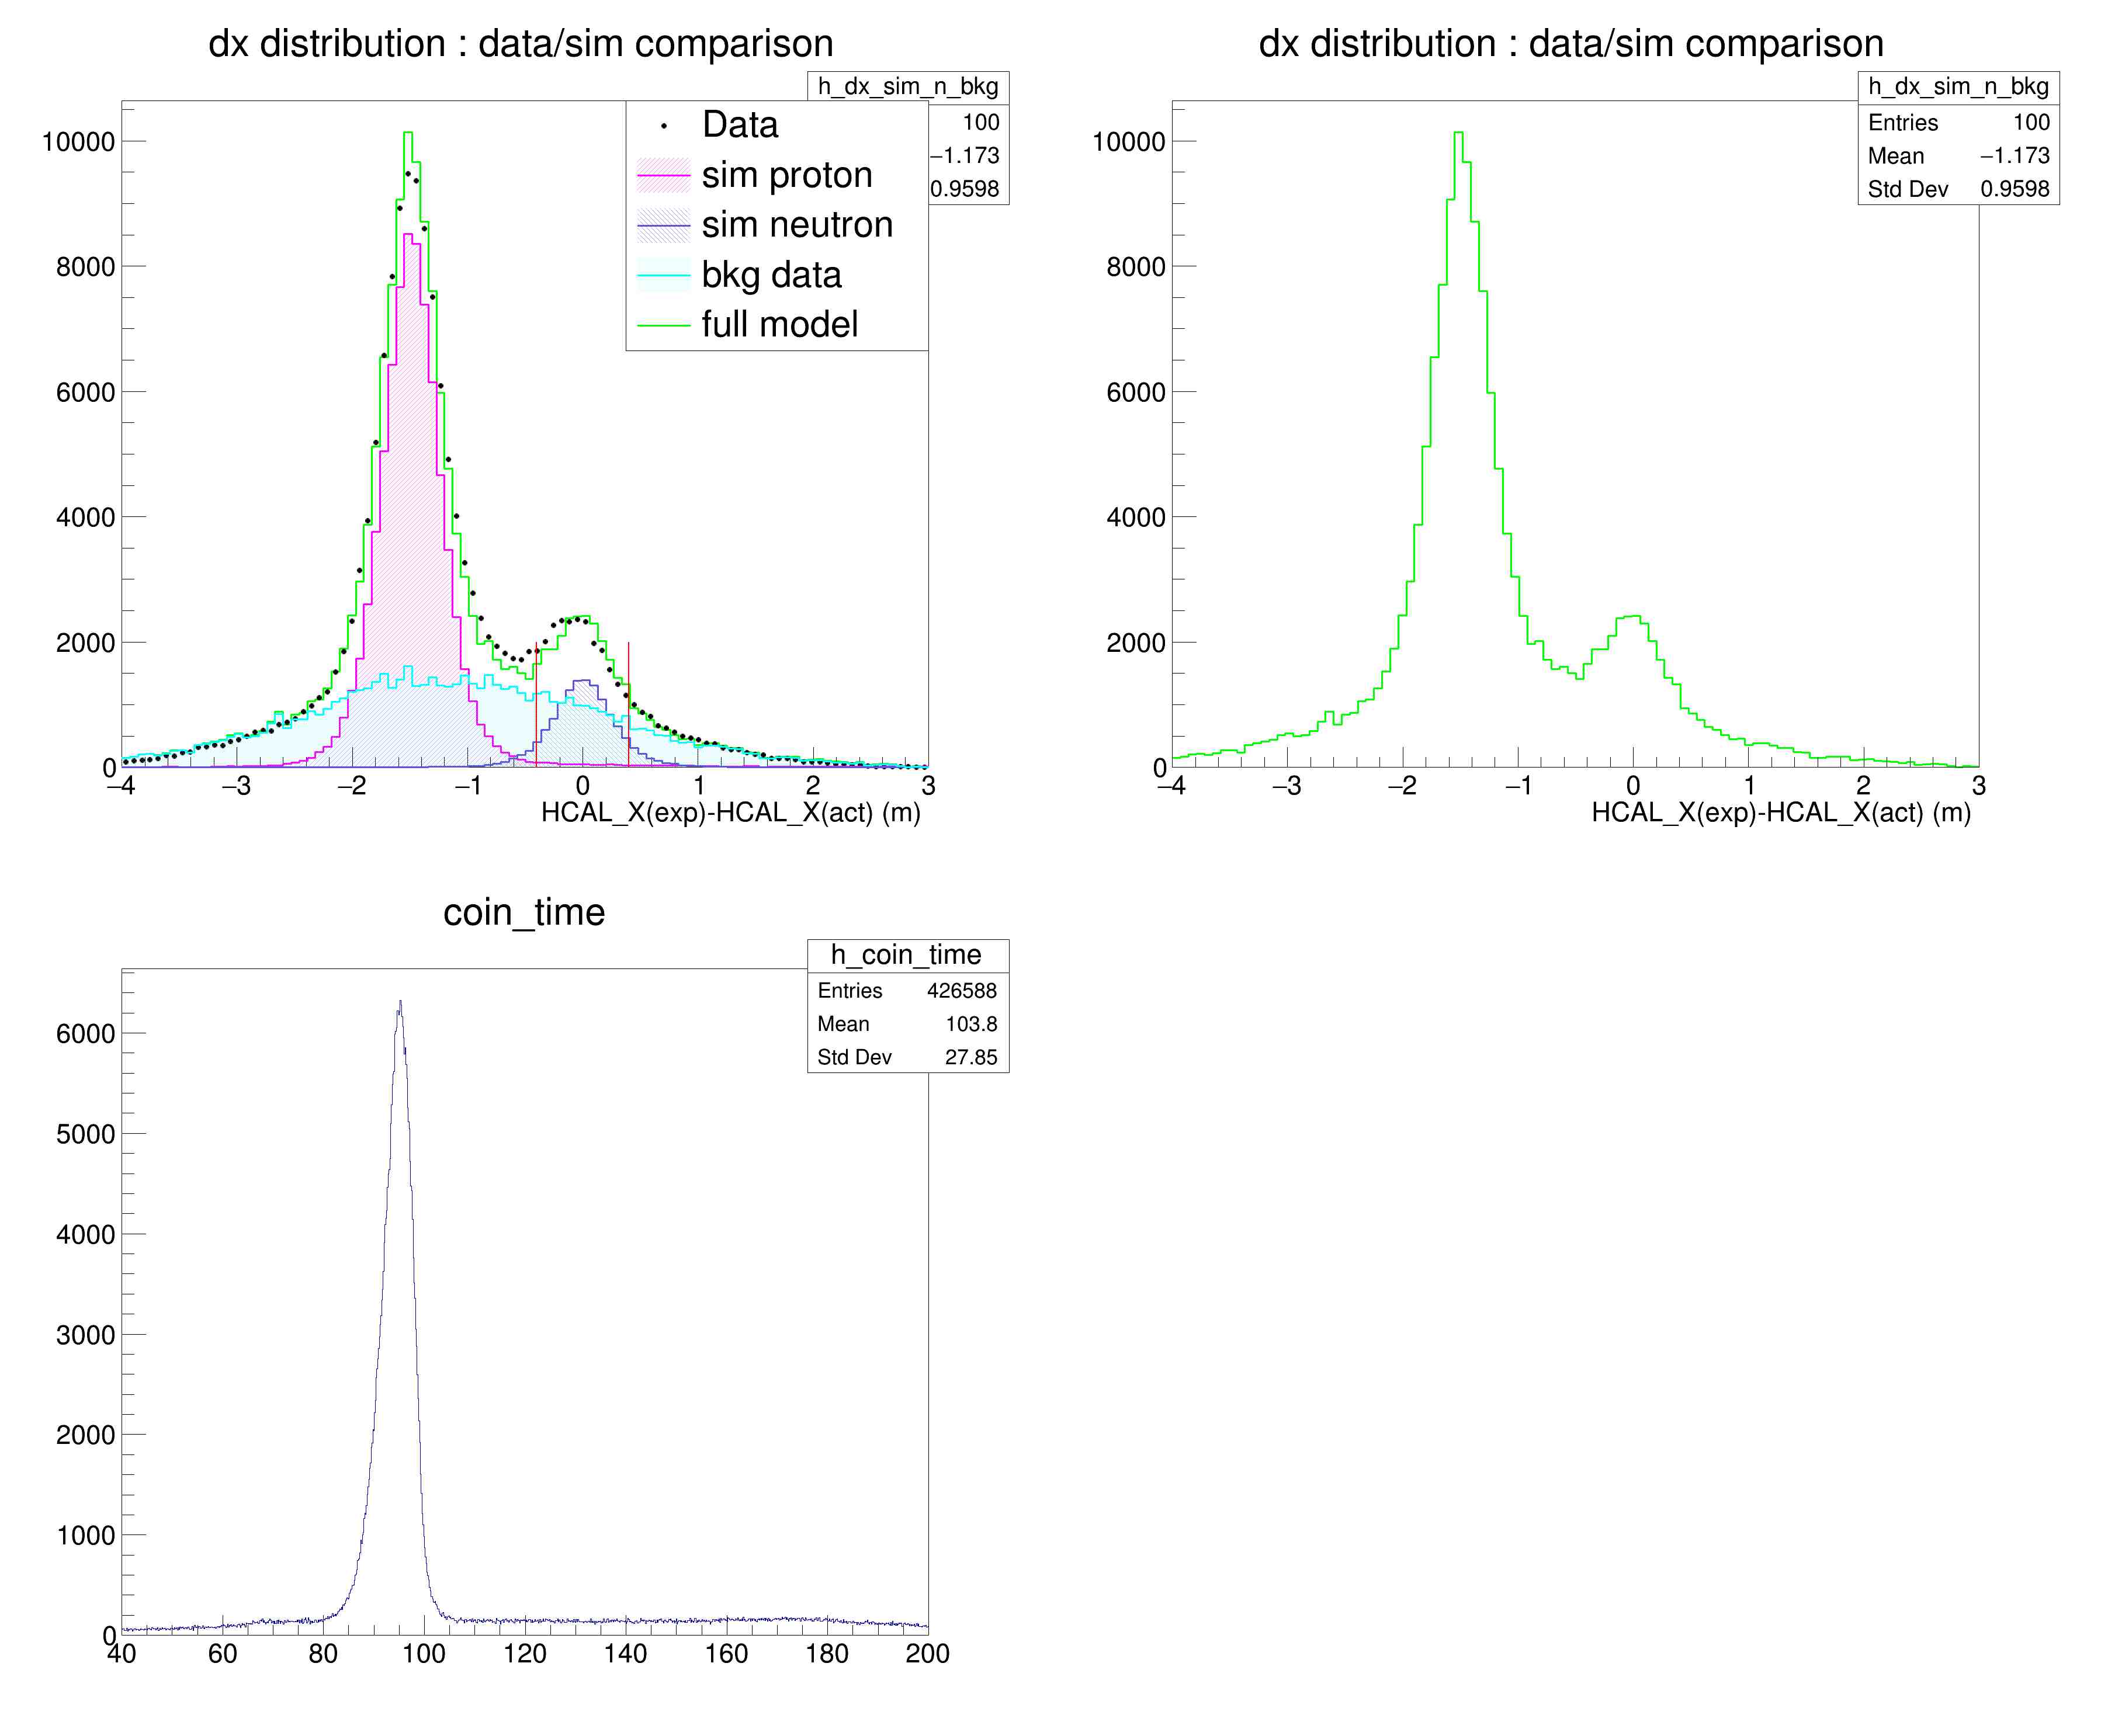 dx distribution : data/sim comparison
h_dx_sim_n_bkg
100
−1.173
0.9598
Data
sim proton
sim neutron
bkg data
full model
10000
8000
6000
4000
2000
0
−4 −3 −2 −1 0 1 2 3
HCAL_X(exp)-HCAL_X(act) (m)
dx distribution : data/sim comparison
h_dx_sim_n_bkg
Entries 100
Mean −1.173
Std Dev 0.9598
10000
8000
6000
4000
2000
0
−4 −3 −2 −1 0 1 2 3
HCAL_X(exp)-HCAL_X(act) (m)
coin_time
h_coin_time
Entries 426588
Mean 103.8
Std Dev 27.85
6000
5000
4000
3000
2000
1000
0
40 60 80 100 120 140 160 180 200